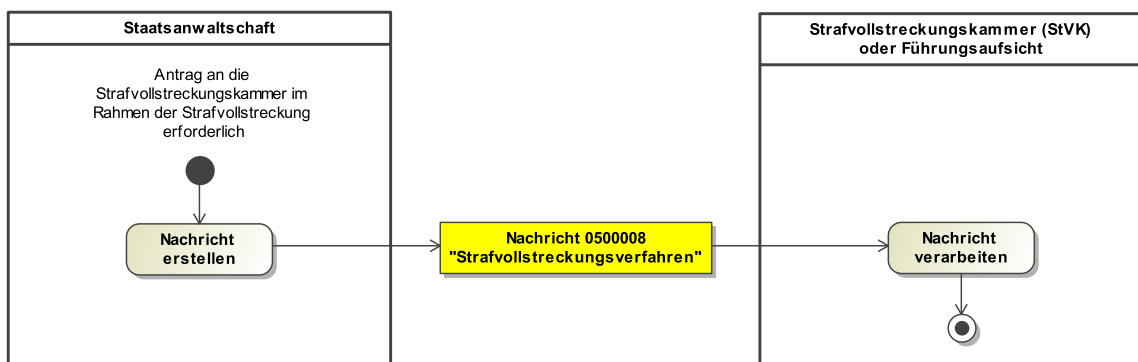 Staatsanwaltschaft
Strafvollstreckungskammer (StVK)
oder Führungsaufsicht
Antrag an die
Strafvollstreckungskammer im
Rahmen der Strafvollstreckung
erforderlich
Nachricht
erstellen
Nachricht 0500008
"Strafvollstreckungsverfahren"
Nachricht
verarbeiten